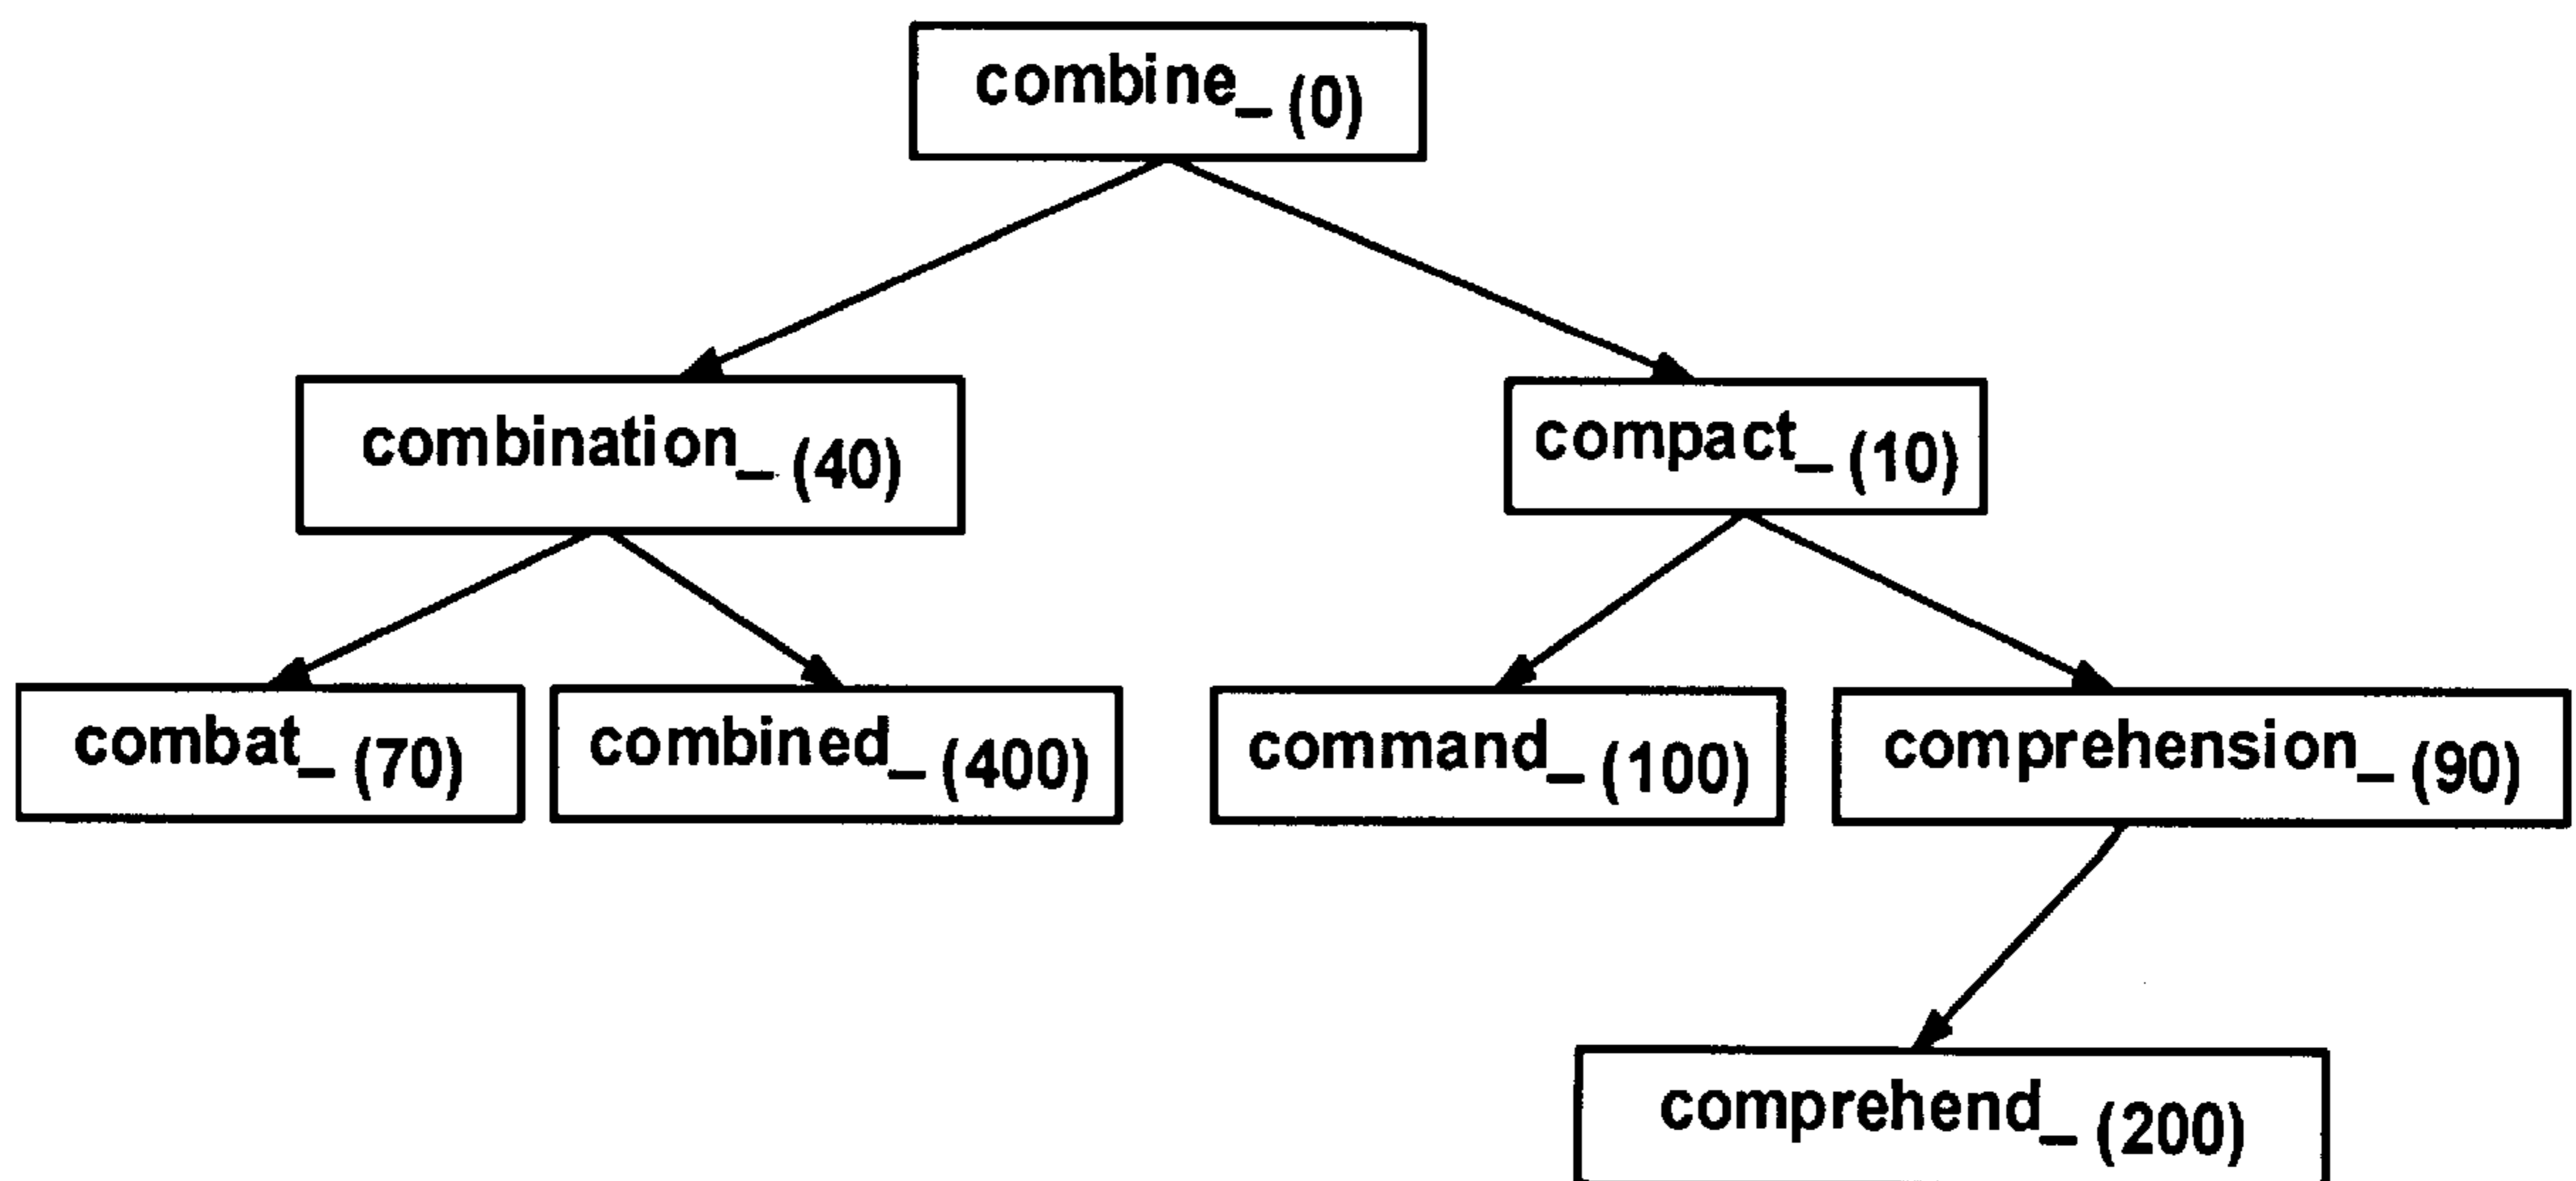 combine_ (0)
combination_ (40)
compact_ (10)
combat_ (70)
combined_ (400)
command_ (100)
comprehension_ (90)
comprehend_ (200)